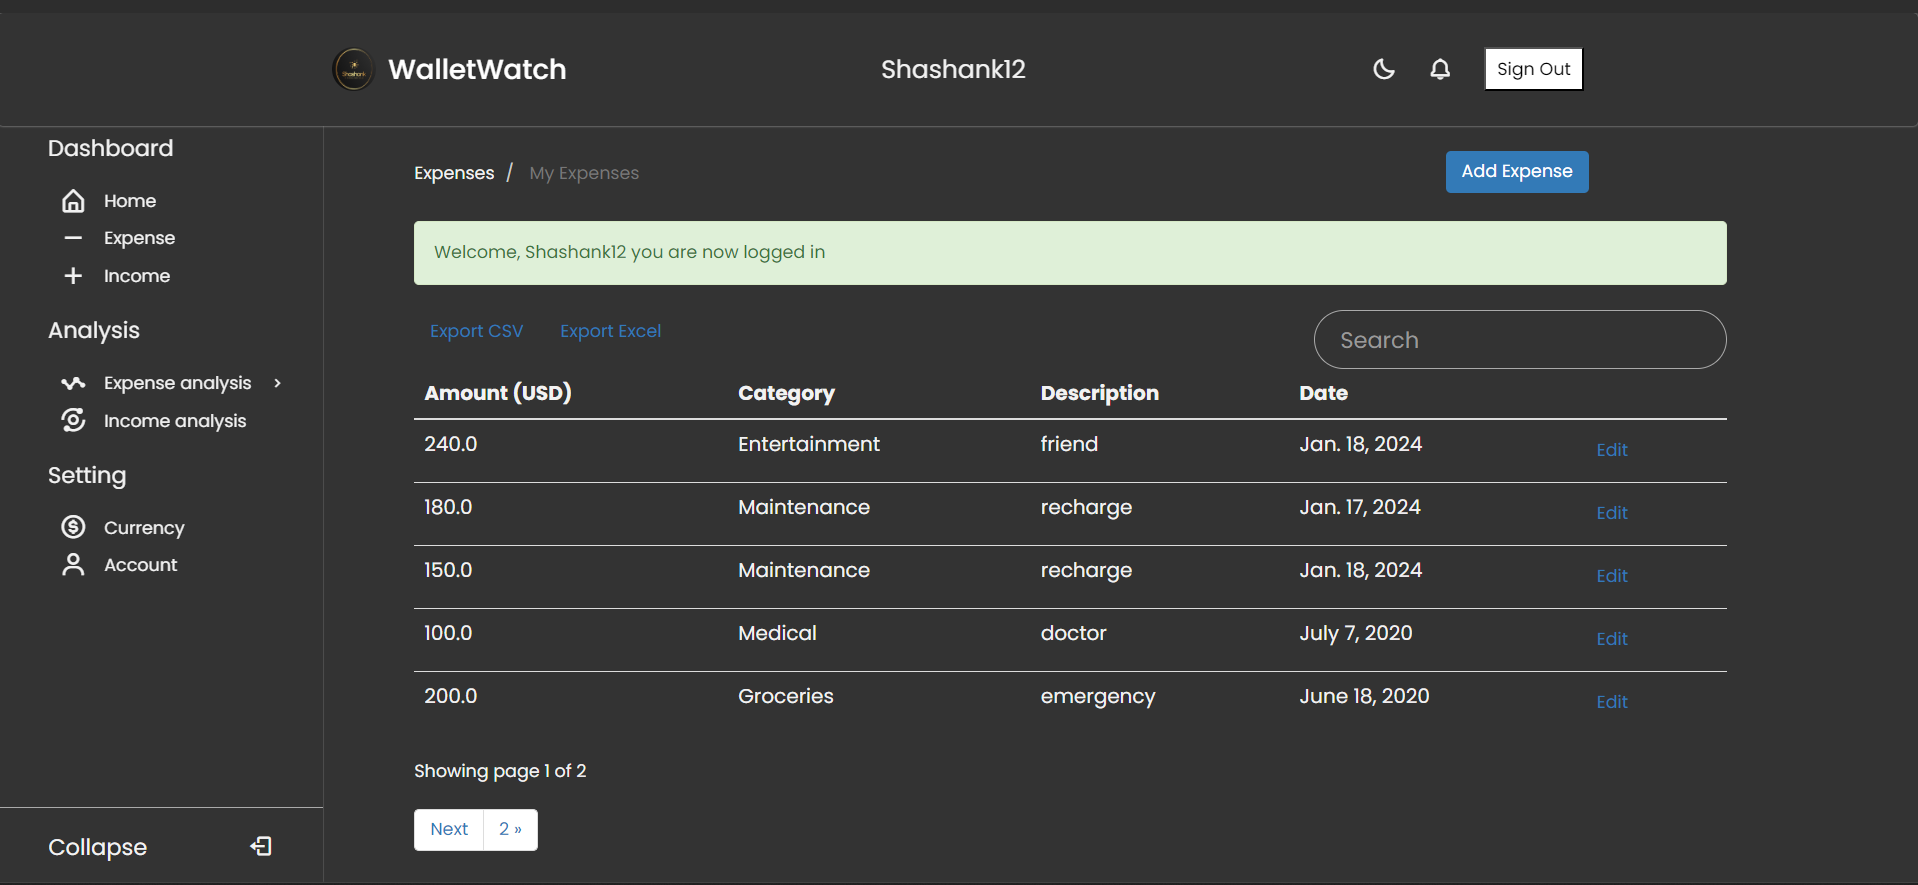 Shashank
WalletWatch
Shashank12
Sign Out
Dashboard
Home
Expense
Income
Analysis
Expense analysis
Income analysis
Setting
Currency
Account
Collapse
Expenses / My Expenses
Add Expense
Welcome, Shashank12 you are now logged in
Export CSV Export Excel
Search
Amount (USD) Category Description Date
240.0 Entertainment friend Jan. 18, 2024 Edit
180.0 Maintenance recharge Jan. 17, 2024 Edit
150.0 Maintenance recharge Jan. 18, 2024 Edit
100.0 Medical doctor July 7, 2020 Edit
200.0 Groceries emergency June 18, 2020 Edit
Showing page 1 of 2
Next 2 »